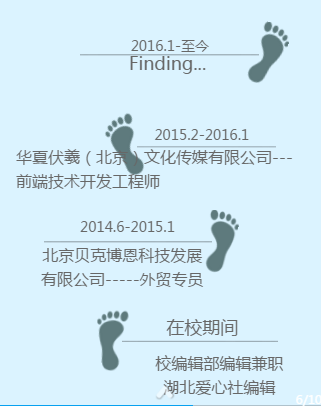 2016.1-至今
Finding...
2015.2-2016.1
华夏伏羲（北京）文化传媒有限公司---
前端技术开发工程师
2014.6-2015.1
北京贝克博恩科技发展
有限公司-----外贸专员
在校期间
校编辑部编辑兼职
湖北爱心社编辑
6/10